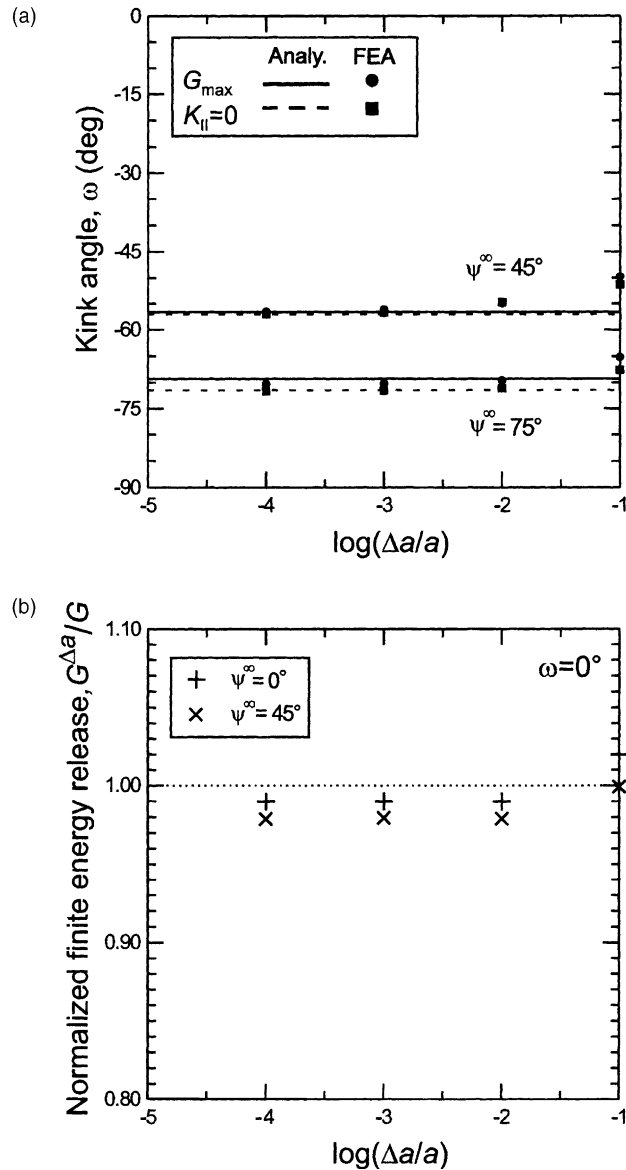 (a)
0
-15
-30
-45
-60
-75
-90
Kink angle, ω (deg)
Analy. FEA
Gmax
KII=0
ψ∞= 45°
ψ∞= 75°
-5 -4 -3 -2 -1
log(Δa/a)
(b)
1.10
1.00
0.90
0.80
Normalized finite energy release, G^Δa/G
+ ψ∞=0°
× ψ∞= 45°
ω=0°
-5 -4 -3 -2 -1
log(Δa/a)